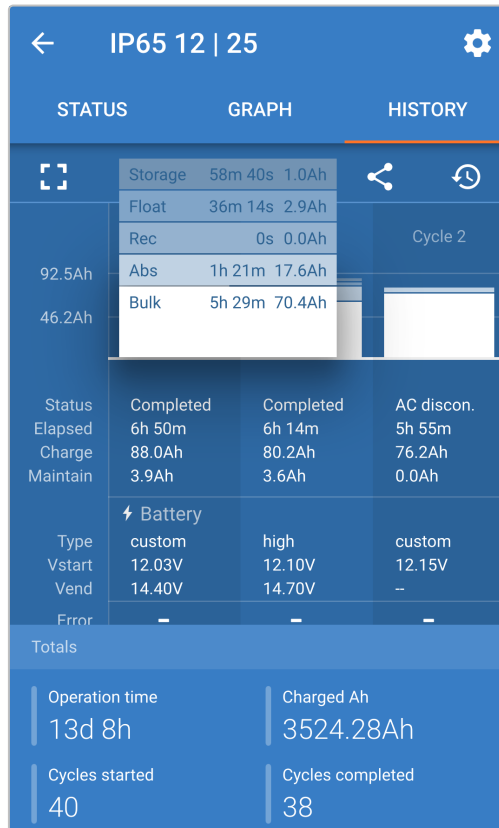 IP65 12 | 25
STATUS GRAPH HISTORY
Storage 58m 40s 1.0Ah
Float 36m 14s 2.9Ah
Rec 0s 0.0Ah
Abs 1h 21m 17.6Ah
Bulk 5h 29m 70.4Ah
Cycle 2
92.5Ah
46.2Ah
Status Completed Completed AC discon.
Elapsed 6h 50m 6h 14m 5h 55m
Charge 88.0Ah 80.2Ah 76.2Ah
Maintain 3.9Ah 3.6Ah 0.0Ah
Battery
Type custom high custom
Vstart 12.03V 12.10V 12.15V
Vend 14.40V 14.70V --
Error - - -
Totals
Operation time Charged Ah
13d 8h 3524.28Ah
Cycles started Cycles completed
40 38